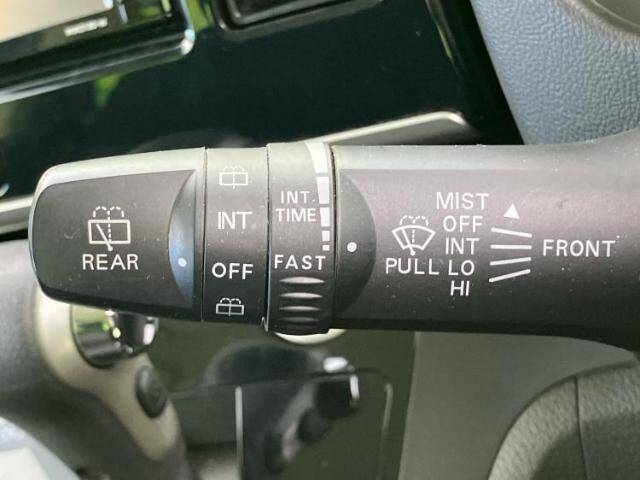 REAR
INT
OFF
INT.
TIME
FAST
PULL
MIST
OFF
INT
LO
HI
FRONT